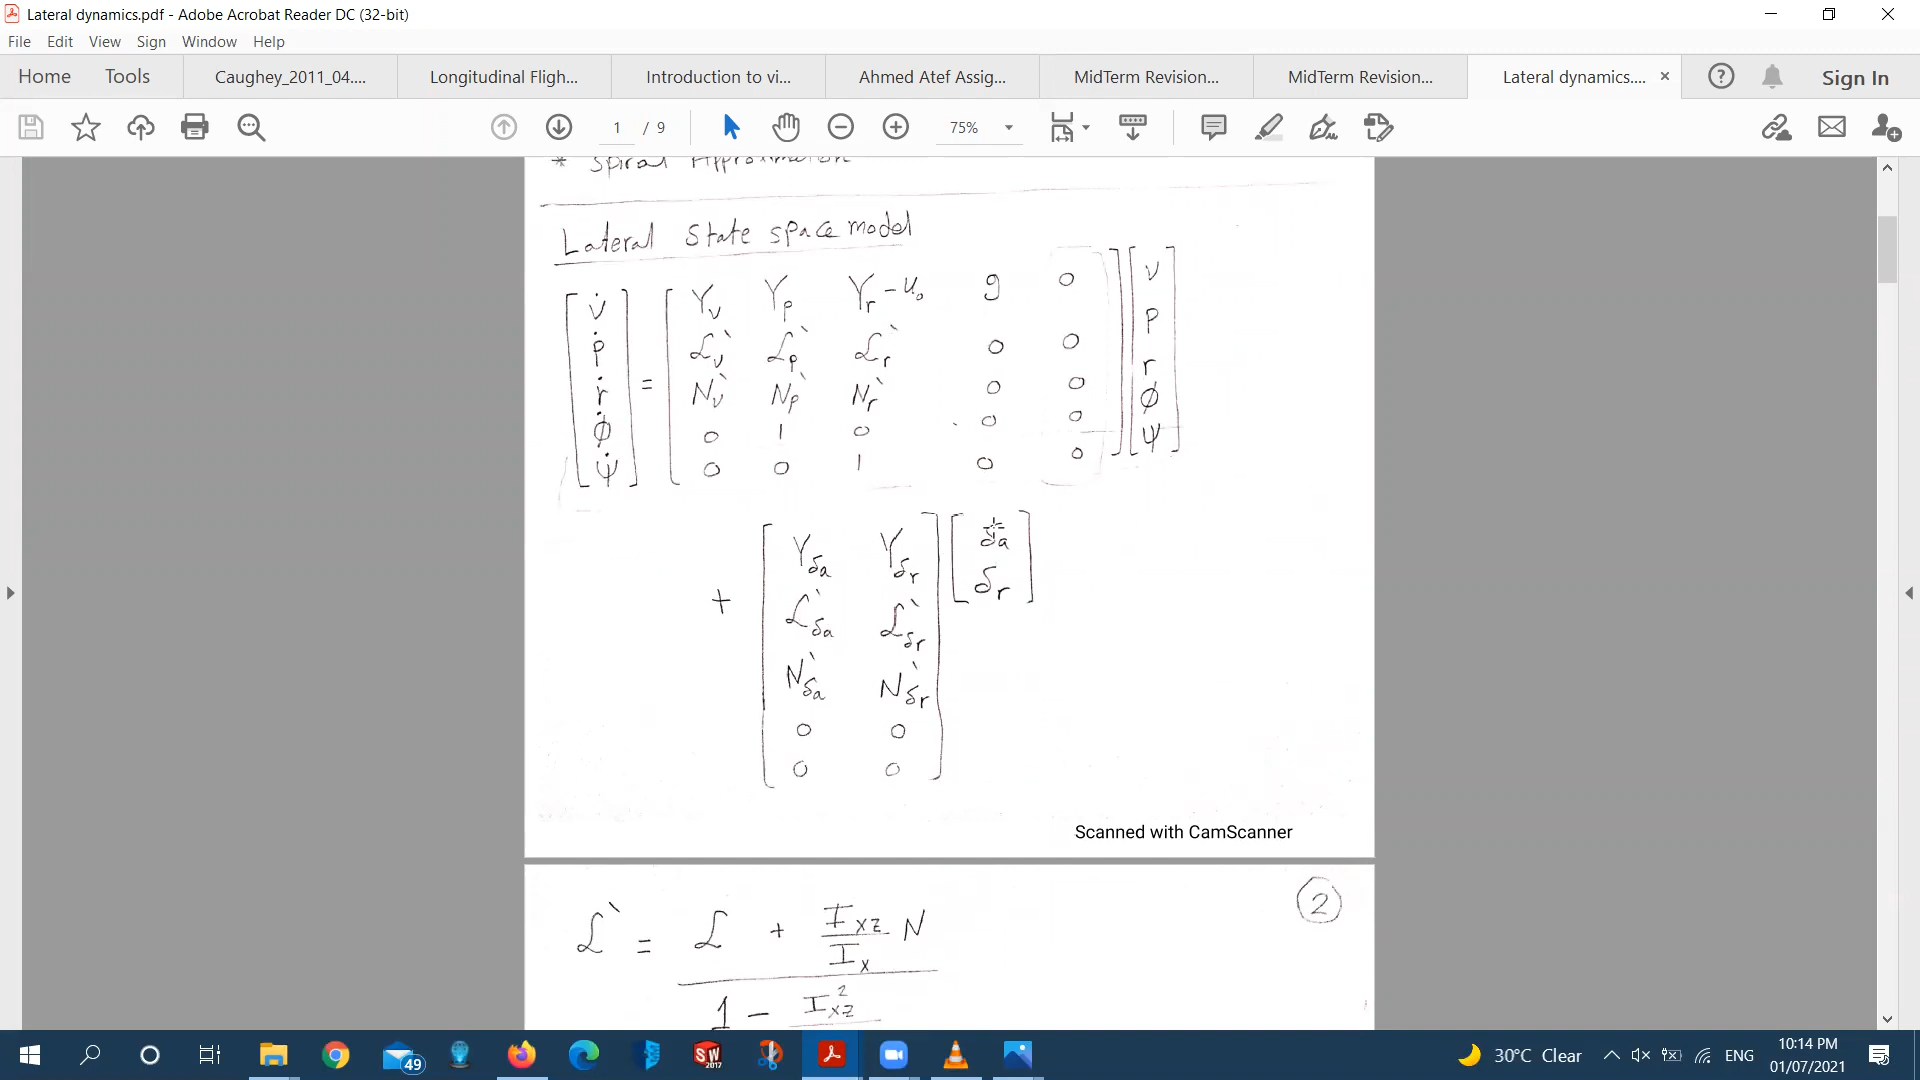 Lateral dynamics.pdf - Adobe Acrobat Reader DC (32-bit)
File Edit View Sign Window Help
Home Tools Caughey_2011_04.... Longitudinal Fligh... Introduction to vi... Ahmed Atef Assig... MidTerm Revision... MidTerm Revision... Lateral dynamics.... × Sign In
1 / 9 75%
* Spiral Approximation
Lateral State space model
v̇ Yv Yp Yr - u₀ g 0 v
ṗ ℒ`v ℒ`p ℒ`r 0 0 p
ṙ = N`v N`p N`r 0 0 r
φ̇ 0 1 0 0 0 φ
ψ̇ 0 0 1 0 0 ψ
Yδa Yδr δa
+ ℒ`δa ℒ`δr δr
N`δa N`δr
0 0
0 0
Scanned with CamScanner
2
ℒ` = ℒ + Ixz/Ix N
1 - Ixz²
49
SW
2017
30°C Clear
ENG
10:14 PM
01/07/2021